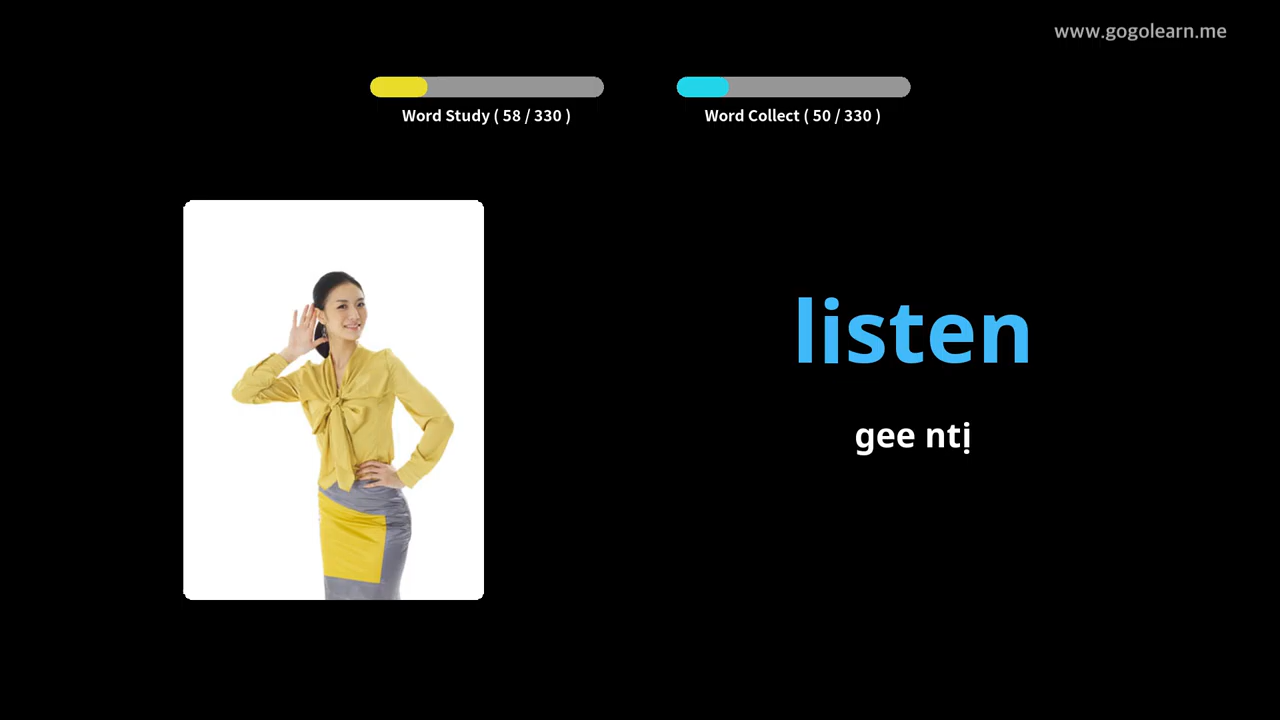 www.gogolearn.me
Word Study ( 58 / 330 )
Word Collect ( 50 / 330 )
listen
gee ntị